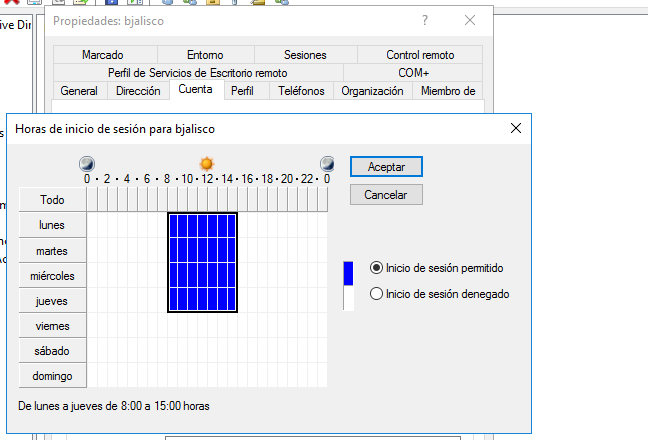 ive Dir
Propiedades: bjalisco
?
Marcado Entorno Sesiones Control remoto
Perfil de Servicios de Escritorio remoto COM+
General Dirección Cuenta Perfil Teléfonos Organización Miembro de
Horas de inicio de sesión para bjalisco
0 · 2 · 4 · 6 · 8 · 10 · 12 · 14 · 16 · 18 · 20 · 22 · 0
Todo
lunes
martes
miércoles
jueves
viernes
sábado
domingo
Aceptar
Cancelar
Inicio de sesión permitido
Inicio de sesión denegado
De lunes a jueves de 8:00 a 15:00 horas